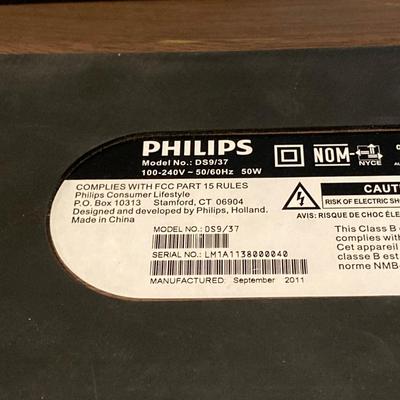 PHILIPS
Model No.: DS9/37
100-240V ~ 50/60Hz 50W
NOM
NYCE
COMPLIES WITH FCC PART 15 RULES
Philips Consumer Lifestyle
P.O. Box 10313 Stamford, CT 06904
Designed and developed by Philips, Holland.
Made in China
CAUT
RISK OF ELECTRIC SH
AVIS: RISQUE DE CHOC ÉLEC
MODEL NO.: DS9/37
SERIAL NO.: LM1A1138000040
MANUFACTURED: September 2011
This Class B
complies with
Cet appareil
classe B est
norme NMB-